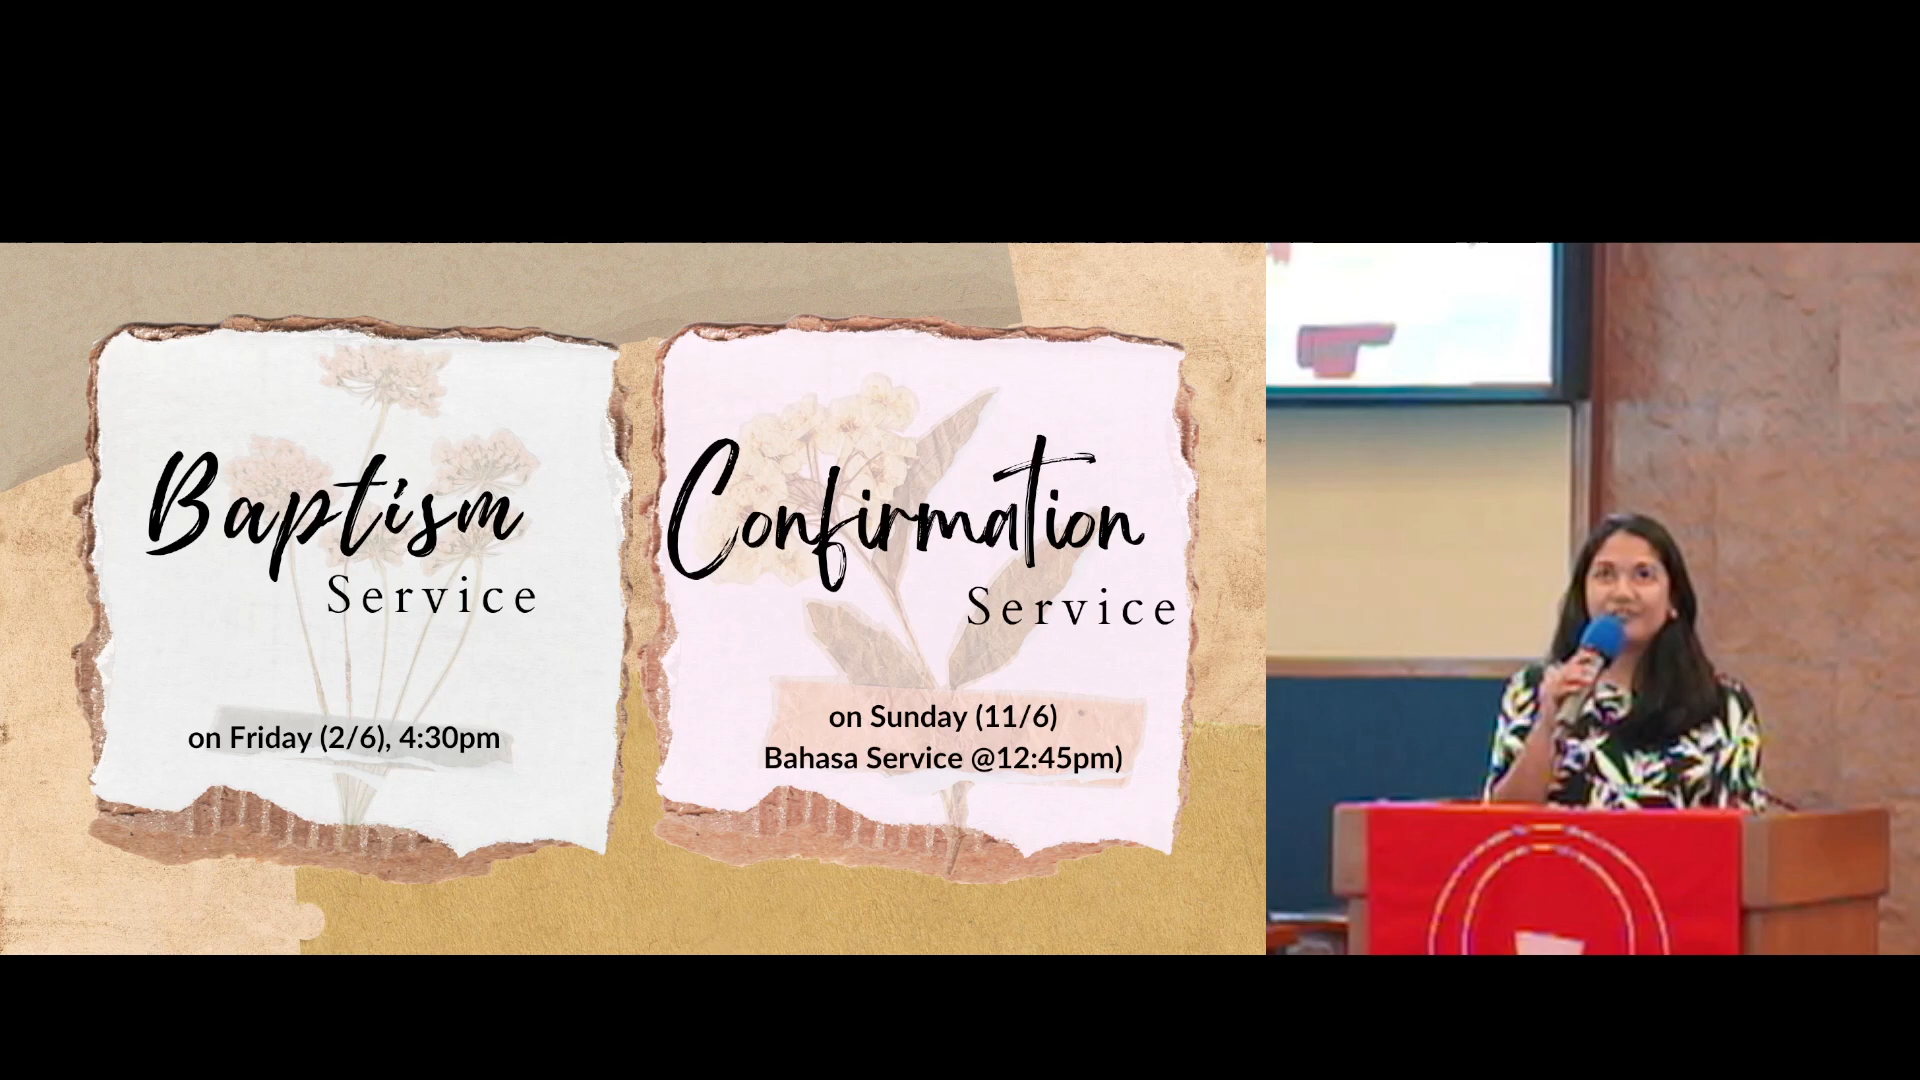 Baptism
Service
on Friday (2/6), 4:30pm
Confirmation
Service
on Sunday (11/6)
Bahasa Service @12:45pm)